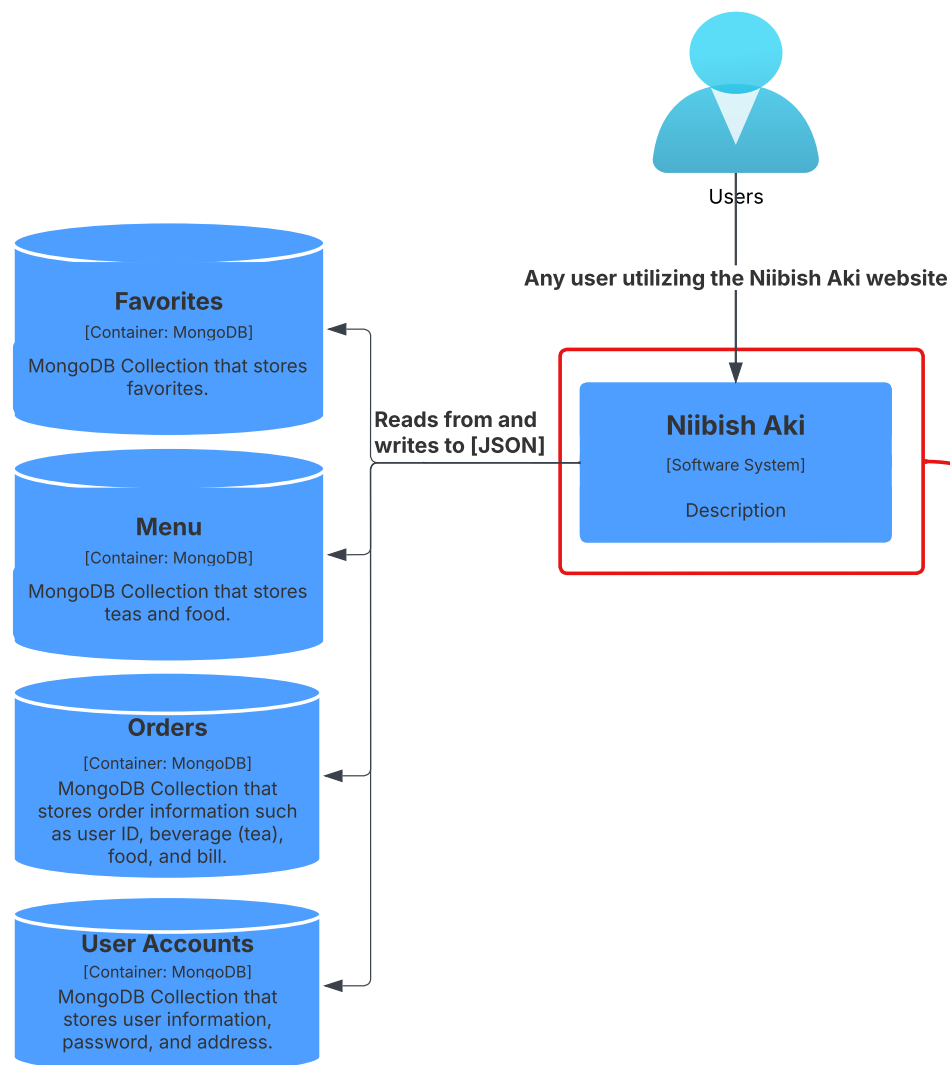 Users
Any user utilizing the Niibish Aki website
Favorites
[Container: MongoDB]
MongoDB Collection that stores
favorites.
Reads from and
writes to [JSON]
Niibish Aki
[Software System]
Description
Menu
[Container: MongoDB]
MongoDB Collection that stores
teas and food.
Orders
[Container: MongoDB]
MongoDB Collection that
stores order information such
as user ID, beverage (tea),
food, and bill.
User Accounts
[Container: MongoDB]
MongoDB Collection that
stores user information,
password, and address.